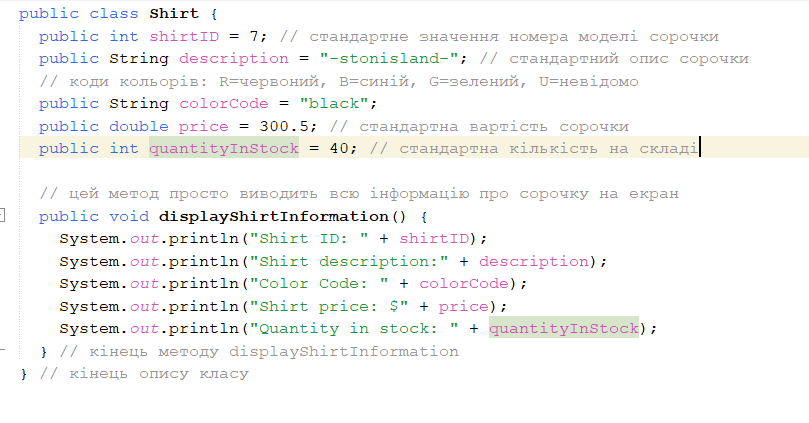 public class Shirt {
public int shirtID = 7; // стандартне значення номера моделі сорочки
public String description = "-stonisland-"; // стандартний опис сорочки
// коди кольорів: R=червоний, B=синій, G=зелений, U=невідомо
public String colorCode = "black";
public double price = 300.5; // стандартна вартість сорочки
public int quantityInStock = 40; // стандартна кількість на складі
// цей метод просто виводить всю інформацію про сорочку на екран
public void displayShirtInformation() {
System.out.println("Shirt ID: " + shirtID);
System.out.println("Shirt description:" + description);
System.out.println("Color Code: " + colorCode);
System.out.println("Shirt price: $" + price);
System.out.println("Quantity in stock: " + quantityInStock);
} // кінець методу displayShirtInformation
} // кінець опису класу